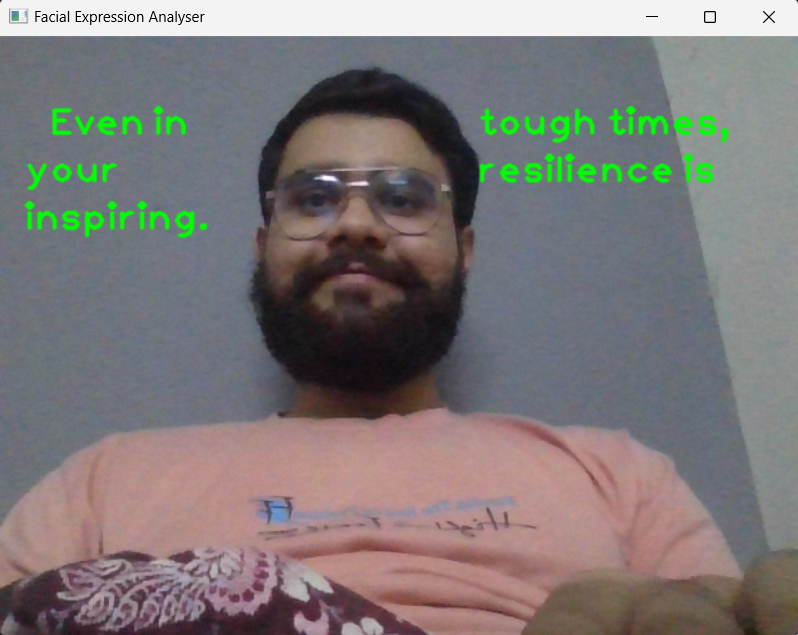 Facial Expression Analyser
Even in tough times,
your resilience is
inspiring.